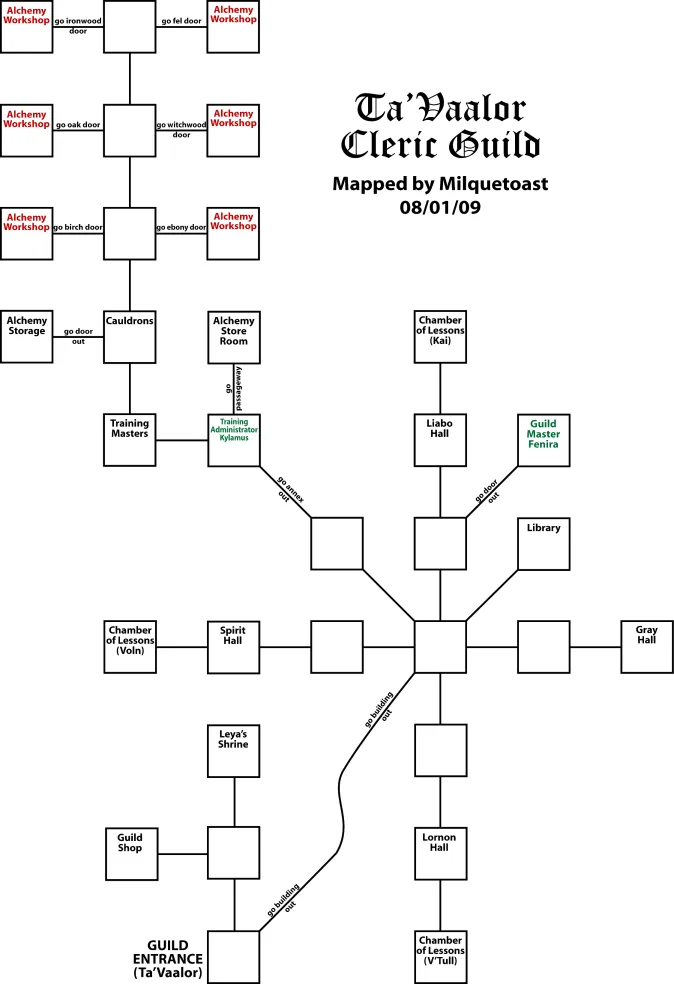 Ta'Vaalor
Cleric Guild
Mapped by Milquetoast
08/01/09
Alchemy
Workshop
go ironwood
door
go fel door
Alchemy
Workshop
Alchemy
Workshop
go oak door
go witchwood
door
Alchemy
Workshop
Alchemy
Workshop
go birch door
go ebony door
Alchemy
Workshop
Alchemy
Storage
go door
out
Cauldrons
Alchemy
Store
Room
Chamber
of Lessons
(Kai)
go
passageway
Training
Masters
Training
Administrator
Kylamus
Liabo
Hall
Guild
Master
Fenira
go annex
out
go door
out
Library
Chamber
of Lessons
(Voln)
Spirit
Hall
Gray
Hall
go building
out
Leya's
Shrine
Guild
Shop
Lornon
Hall
go building
out
GUILD
ENTRANCE
(Ta'Vaalor)
Chamber
of Lessons
(V'Tull)